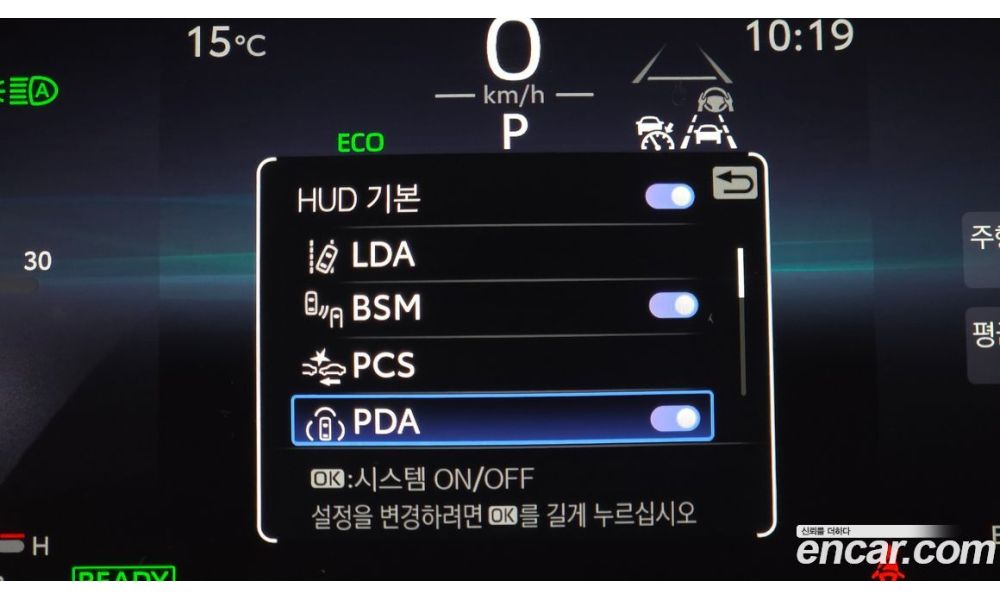 15°C
0
10:19
km/h
A
P
ECO
HUD 기본
LDA
30
BSM
PCS
PDA
OK:시스템 ON/OFF
설정을 변경하려면 OK를 길게 누르십시오
H
READY
신뢰를 더하다
encar.com